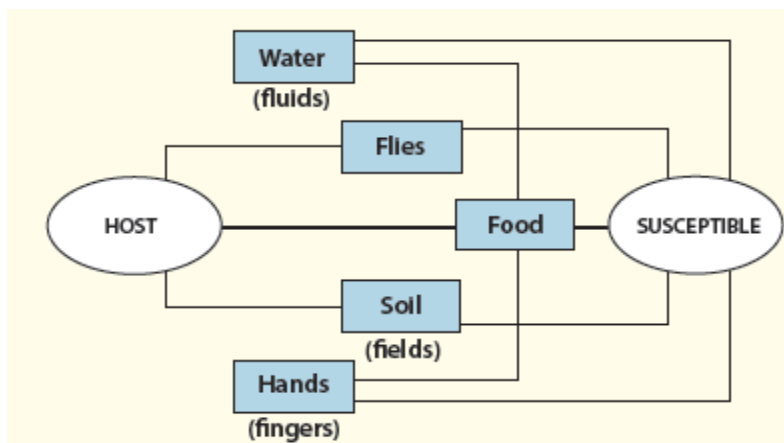 Water
(fluids)
Flies
HOST
Food
SUSCEPTIBLE
Soil
(fields)
Hands
(fingers)